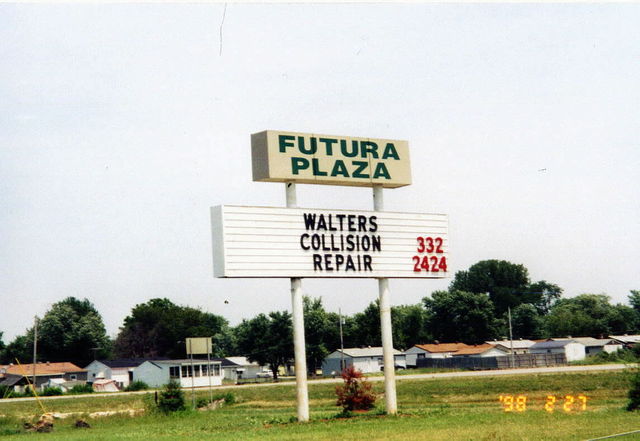 FUTURA
PLAZA
WALTERS
COLLISION 332
REPAIR 2424
'98 2 27